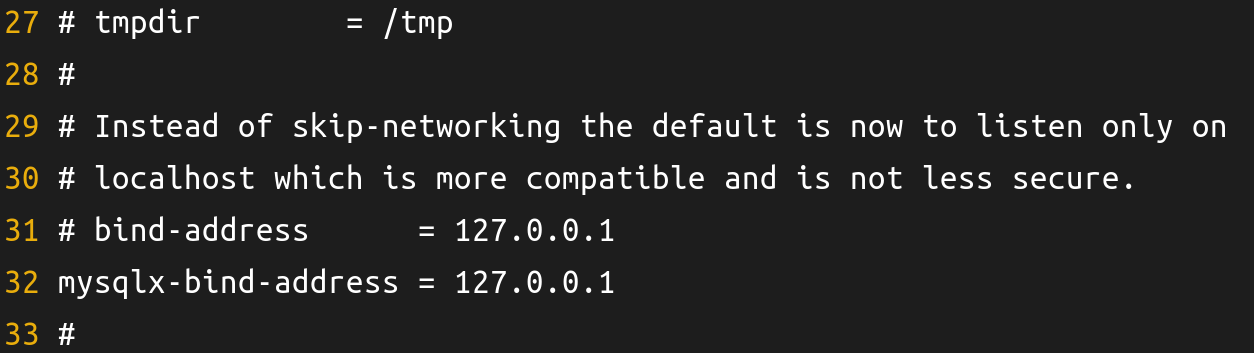 27 # tmpdir        = /tmp
28 #
29 # Instead of skip-networking the default is now to listen only on
30 # localhost which is more compatible and is not less secure.
31 # bind-address      = 127.0.0.1
32 mysqlx-bind-address = 127.0.0.1
33 #